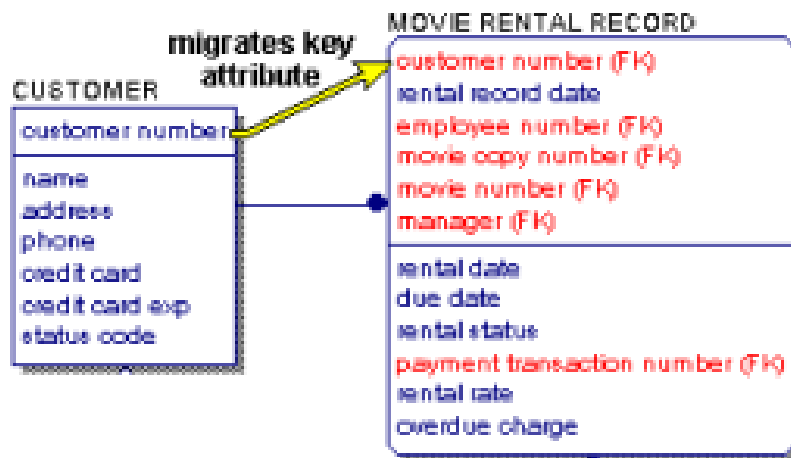 MOVIE RENTAL RECORD
migrates key
attribute
CUSTOMER
customer number
name
address
phone
credit card
credit card exp
status code
customer number (FK)
rental record date
employee number (FK)
movie copy number (FK)
movie number (FK)
manager (FK)
rental date
due date
rental status
payment transaction number (FK)
rental rate
overdue charge